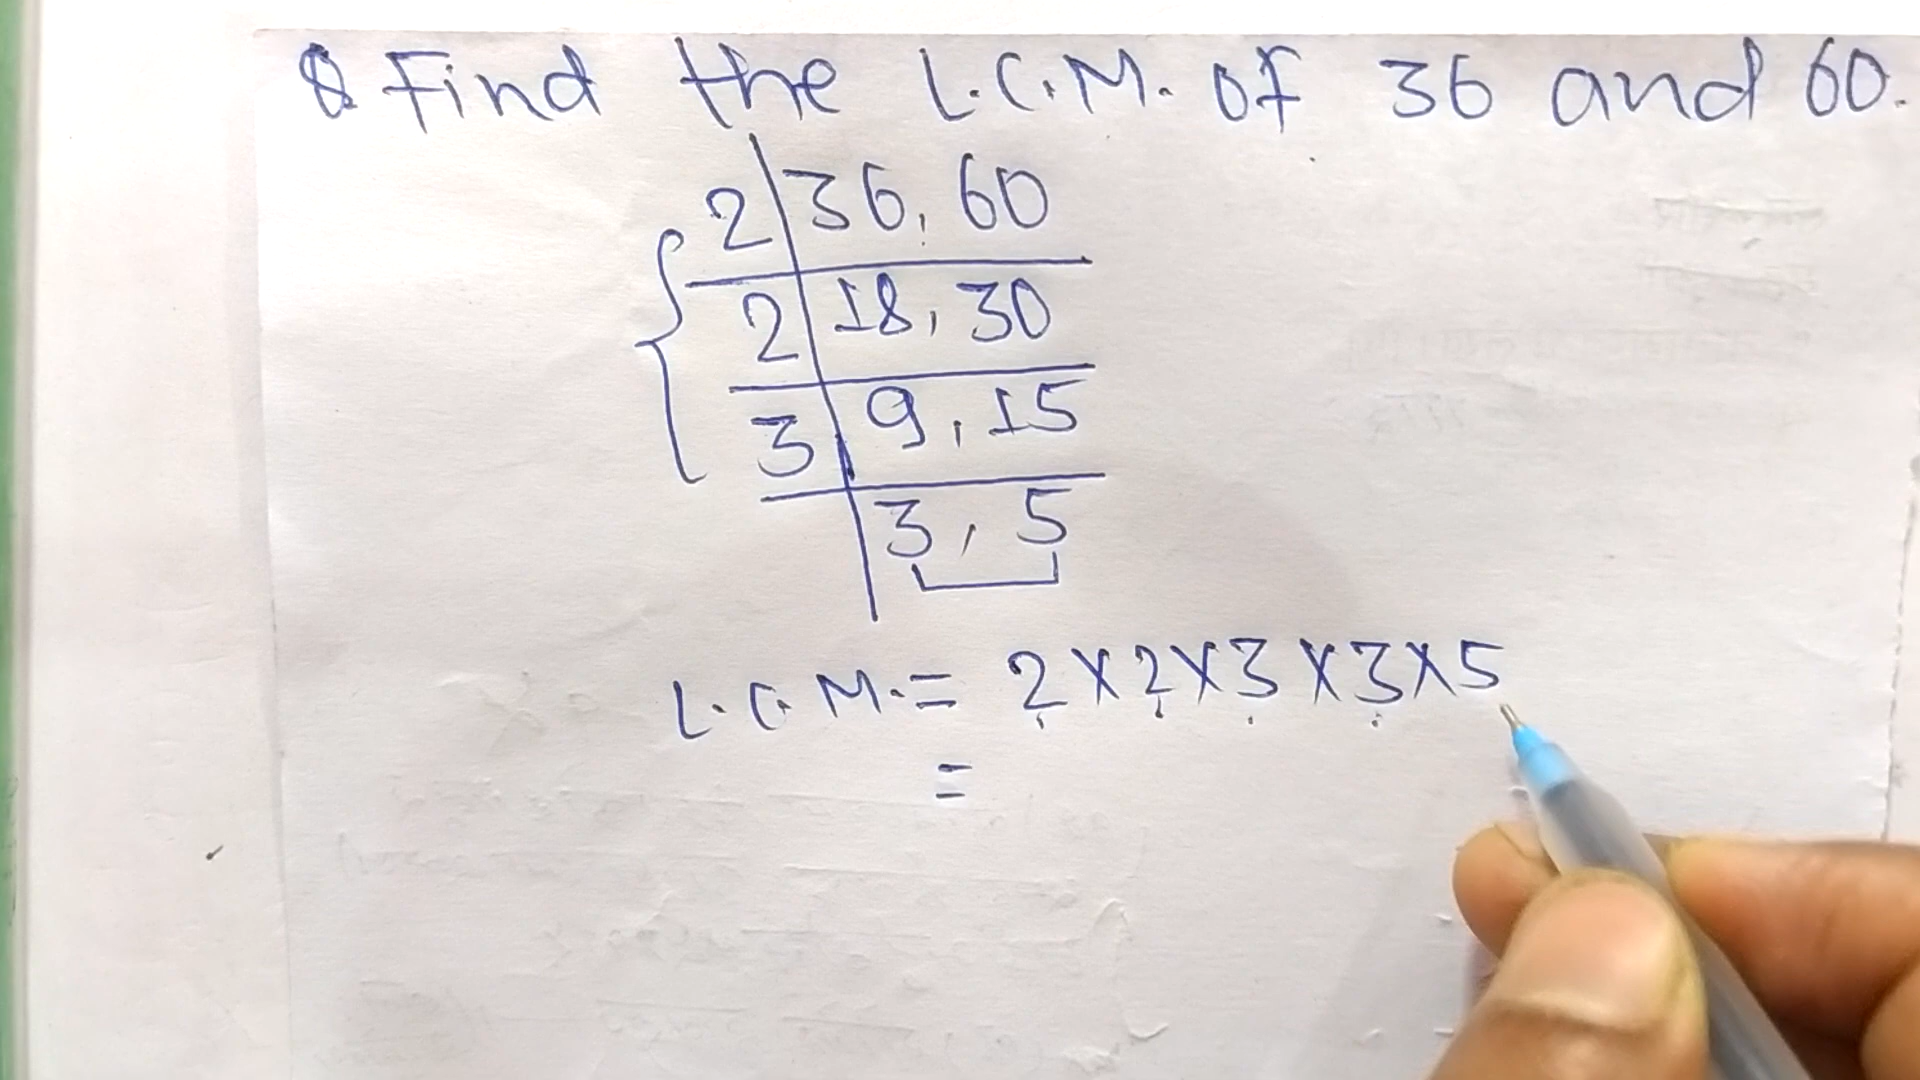 Q Find the L.C.M. of 36 and 60.
2 36, 60
2 18, 30
3 9, 15
3, 5
L.C.M. = 2 X 2 X 3 X 3 X 5
=